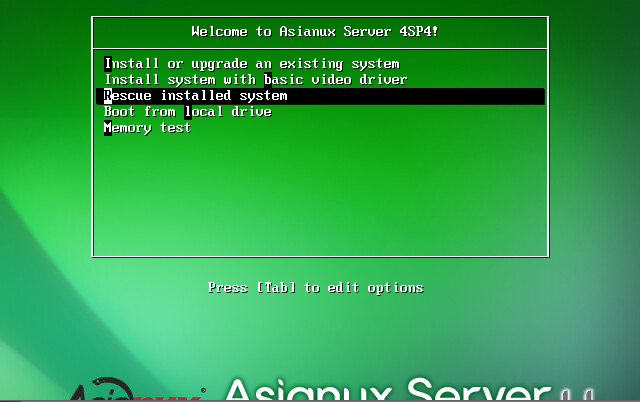 Welcome to Asianux Server 4SP4!
Install or upgrade an existing system
Install system with basic video driver
Rescue installed system
Boot from local drive
Memory test
Press [Tab] to edit options
Asianux® Asianux Server